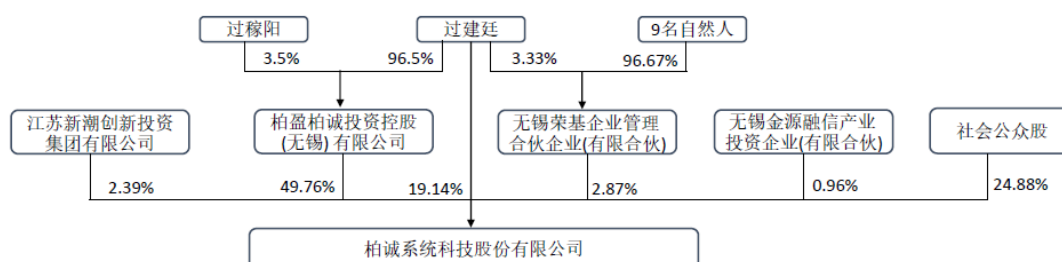 过稼阳
过建廷
9名自然人
3.5%
96.5%
3.33%
96.67%
江苏新潮创新投资
集团有限公司
柏盈柏诚投资控股
(无锡) 有限公司
无锡荣基企业管理
合伙企业(有限合伙)
无锡金源融信产业
投资企业(有限合伙)
社会公众股
2.39%
49.76%
19.14%
2.87%
0.96%
24.88%
柏诚系统科技股份有限公司